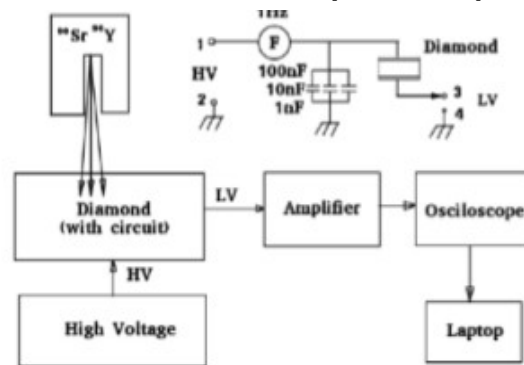 1Hz
⁹⁰Sr ⁹⁰Y
1
F
Diamond
HV
100nF
10nF
1nF
2
3
4
LV
Diamond
(with circuit)
LV
Amplifier
Osciloscope
HV
High Voltage
Laptop